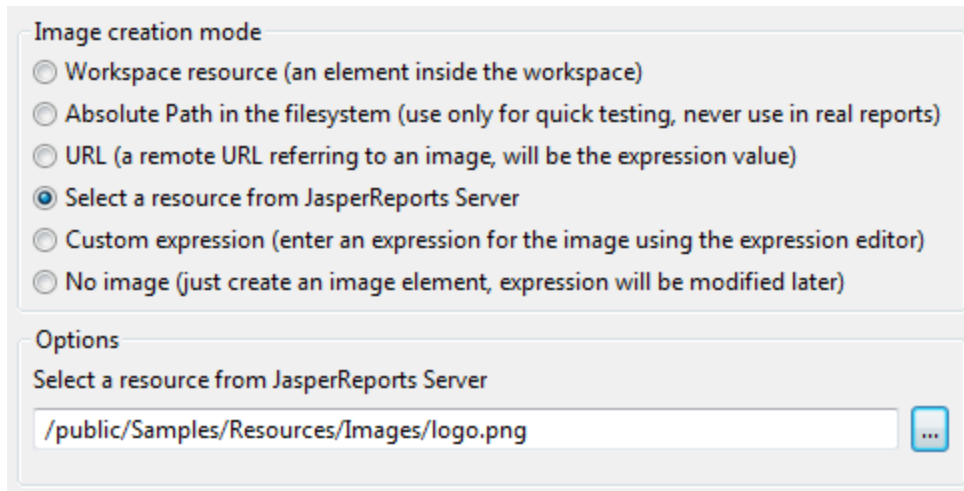 Image creation mode
Workspace resource (an element inside the workspace)
Absolute Path in the filesystem (use only for quick testing, never use in real reports)
URL (a remote URL referring to an image, will be the expression value)
Select a resource from JasperReports Server
Custom expression (enter an expression for the image using the expression editor)
No image (just create an image element, expression will be modified later)
Options
Select a resource from JasperReports Server
/public/Samples/Resources/Images/logo.png
...